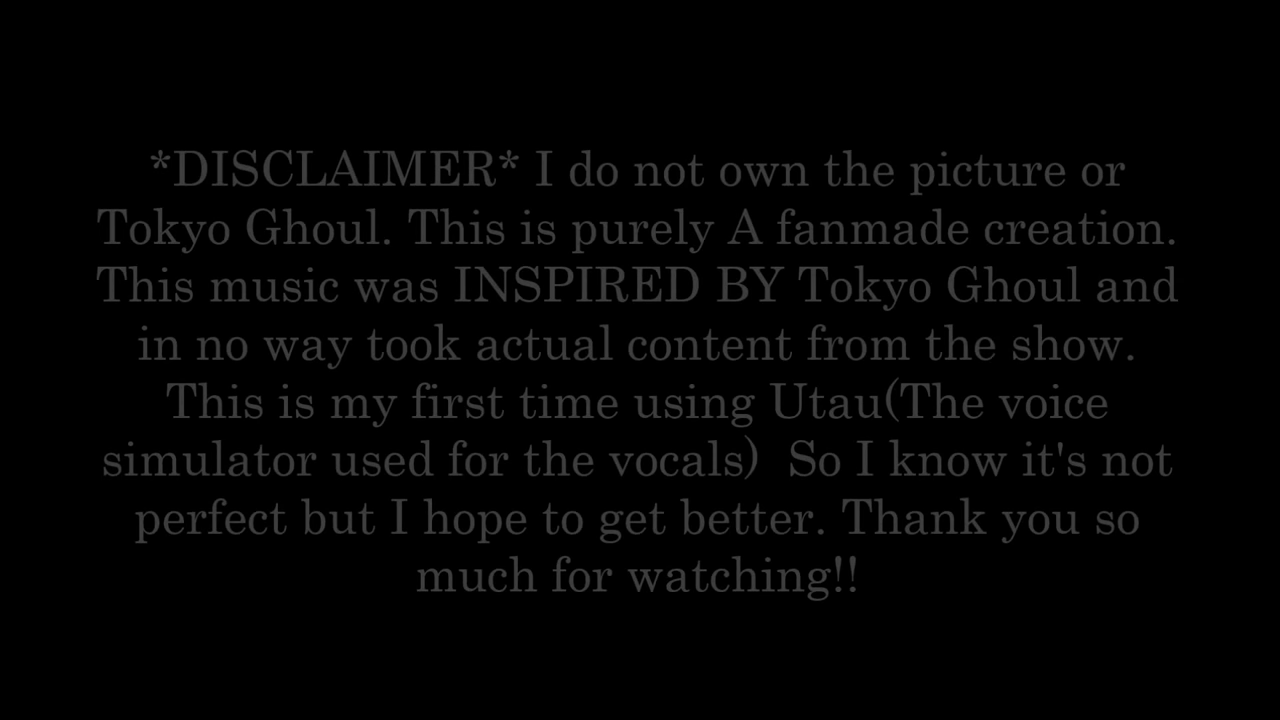 *DISCLAIMER* I do not own the picture or
Tokyo Ghoul. This is purely A fanmade creation.
This music was INSPIRED BY Tokyo Ghoul and
in no way took actual content from the show.
This is my first time using Utau(The voice
simulator used for the vocals)  So I know it's not
perfect but I hope to get better. Thank you so
much for watching!!